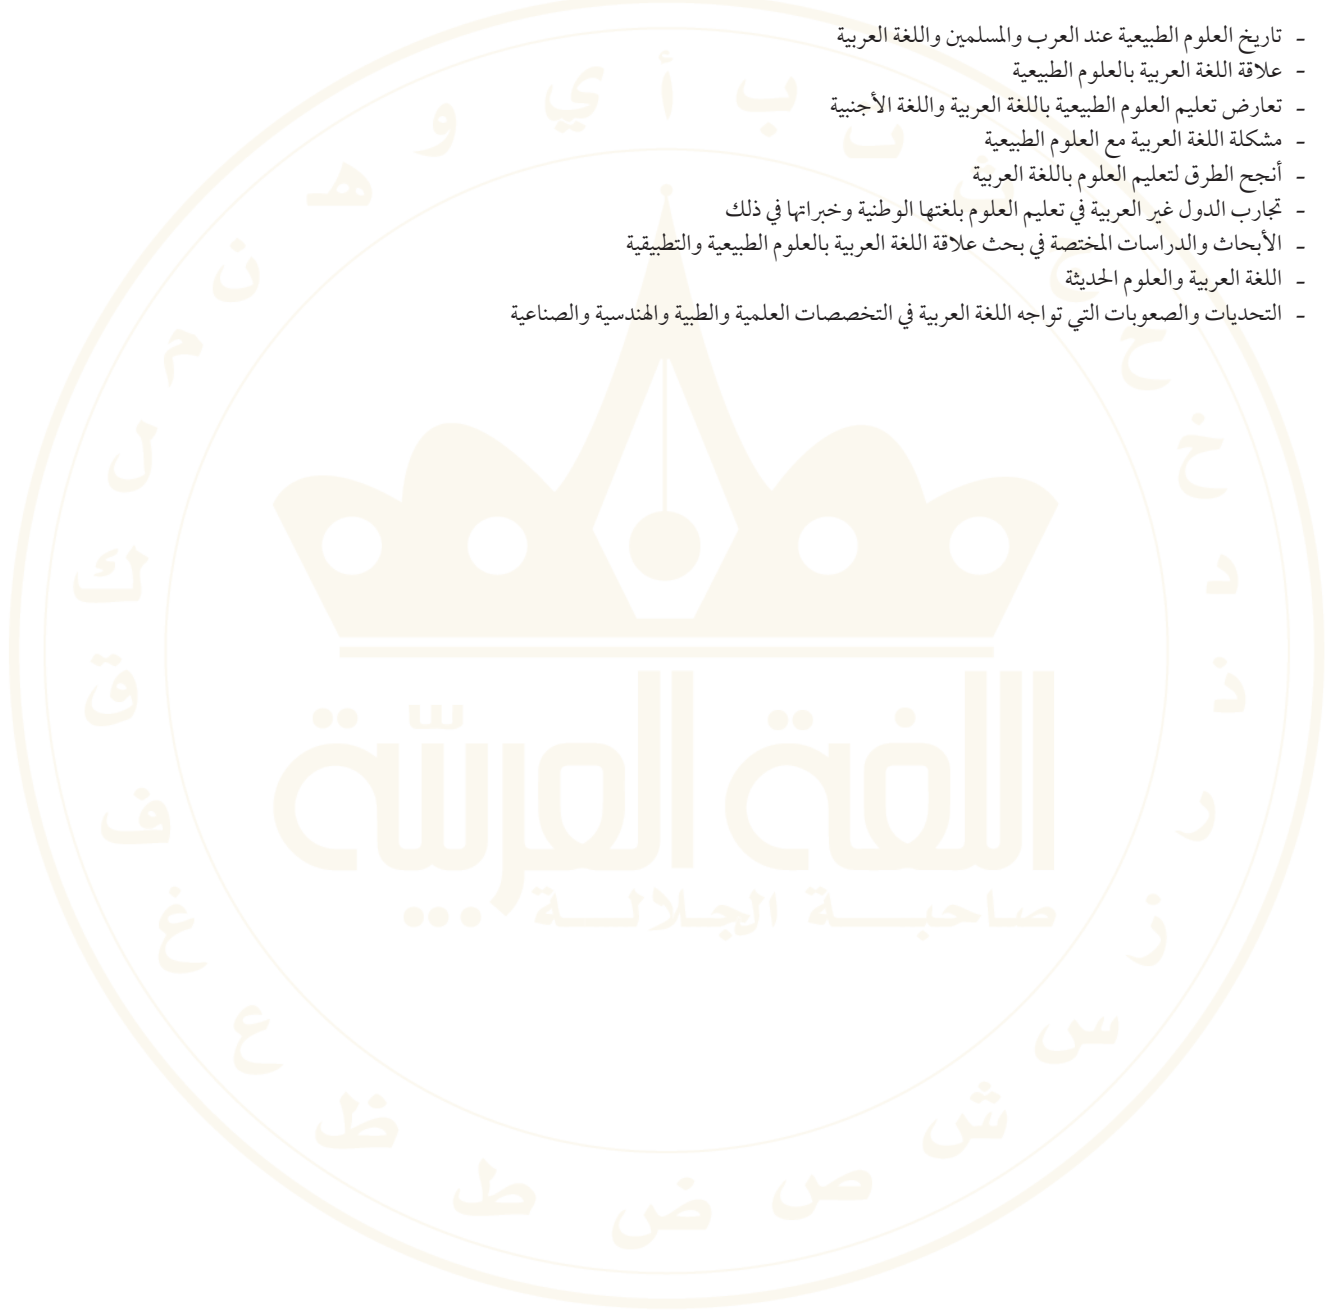 - تاريخ العلوم الطبيعية عند العرب والمسلمين واللغة العربية
- علاقة اللغة العربية بالعلوم الطبيعية
- تعارض تعليم العلوم الطبيعية باللغة العربية واللغة الأجنبية
- مشكلة اللغة العربية مع العلوم الطبيعية
- أنجح الطرق لتعليم العلوم باللغة العربية
- تجارب الدول غير العربية في تعليم العلوم بلغتها الوطنية وخبراتها في ذلك
- الأبحاث والدراسات المختصة في بحث علاقة اللغة العربية بالعلوم الطبيعية والتطبيقية
- اللغة العربية والعلوم الحديثة
- التحديات والصعوبات التي تواجه اللغة العربية في التخصصات العلمية والطبية والهندسية والصناعية
أ ب ت ث ج ح خ د ذ ر ز س ش ص ض ط ظ ع غ ف ق ك ل م ن هـ و ي
اللغة العربية
صاحبة الجلالة...